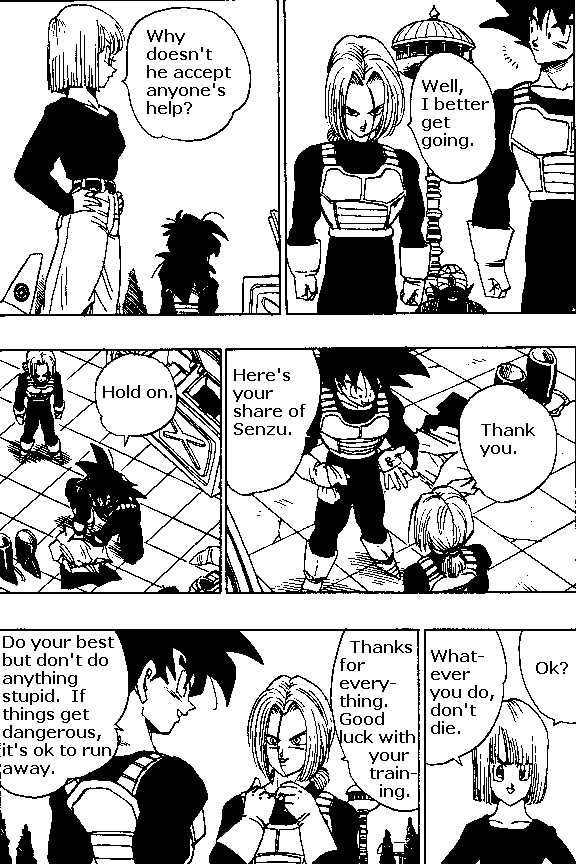 Why
doesn't
he accept
anyone's
help?
Well,
I better
get
going.
Hold on.
Here's
your
share of
Senzu.
Thank
you.
Do your best
but don't do
anything
stupid.  If
things get
dangerous,
it's ok to run
away.
Thanks
for
every-
thing.
Good
luck with
your
train-
ing.
What-
ever
you do,
don't
die.
Ok?